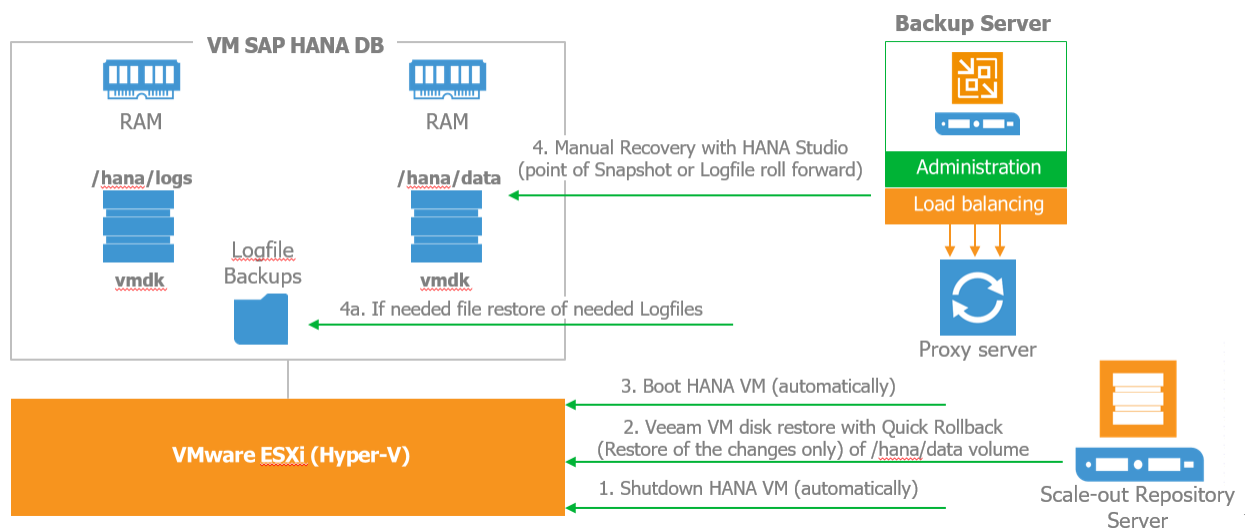 Backup Server
VM SAP HANA DB
RAM
RAM
4. Manual Recovery with HANA Studio
(point of Snapshot or Logfile roll forward)
Administration
Load balancing
/hana/logs
/hana/data
Logfile
Backups
vmdk
vmdk
4a. If needed file restore of needed Logfiles
Proxy server
3. Boot HANA VM (automatically)
2. Veeam VM disk restore with Quick Rollback
(Restore of the changes only) of /hana/data volume
VMware ESXi (Hyper-V)
1. Shutdown HANA VM (automatically)
Scale-out Repository
Server